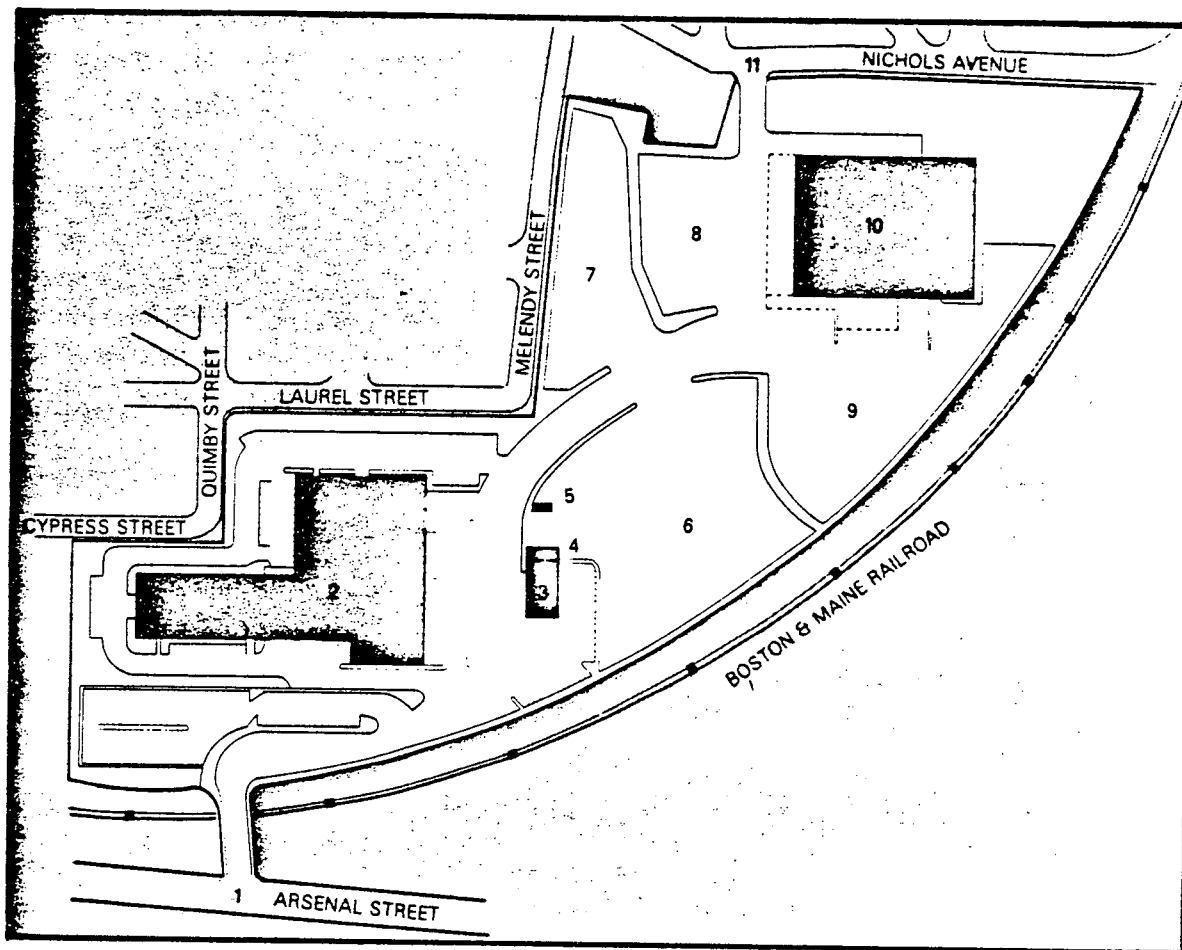 11
NICHOLS AVENUE
MELENDY STREET
8
10
7
QUIMBY STREET
LAUREL STREET
9
CYPRESS STREET
5
6
4
2
3
BOSTON & MAINE RAILROAD
1
ARSENAL STREET